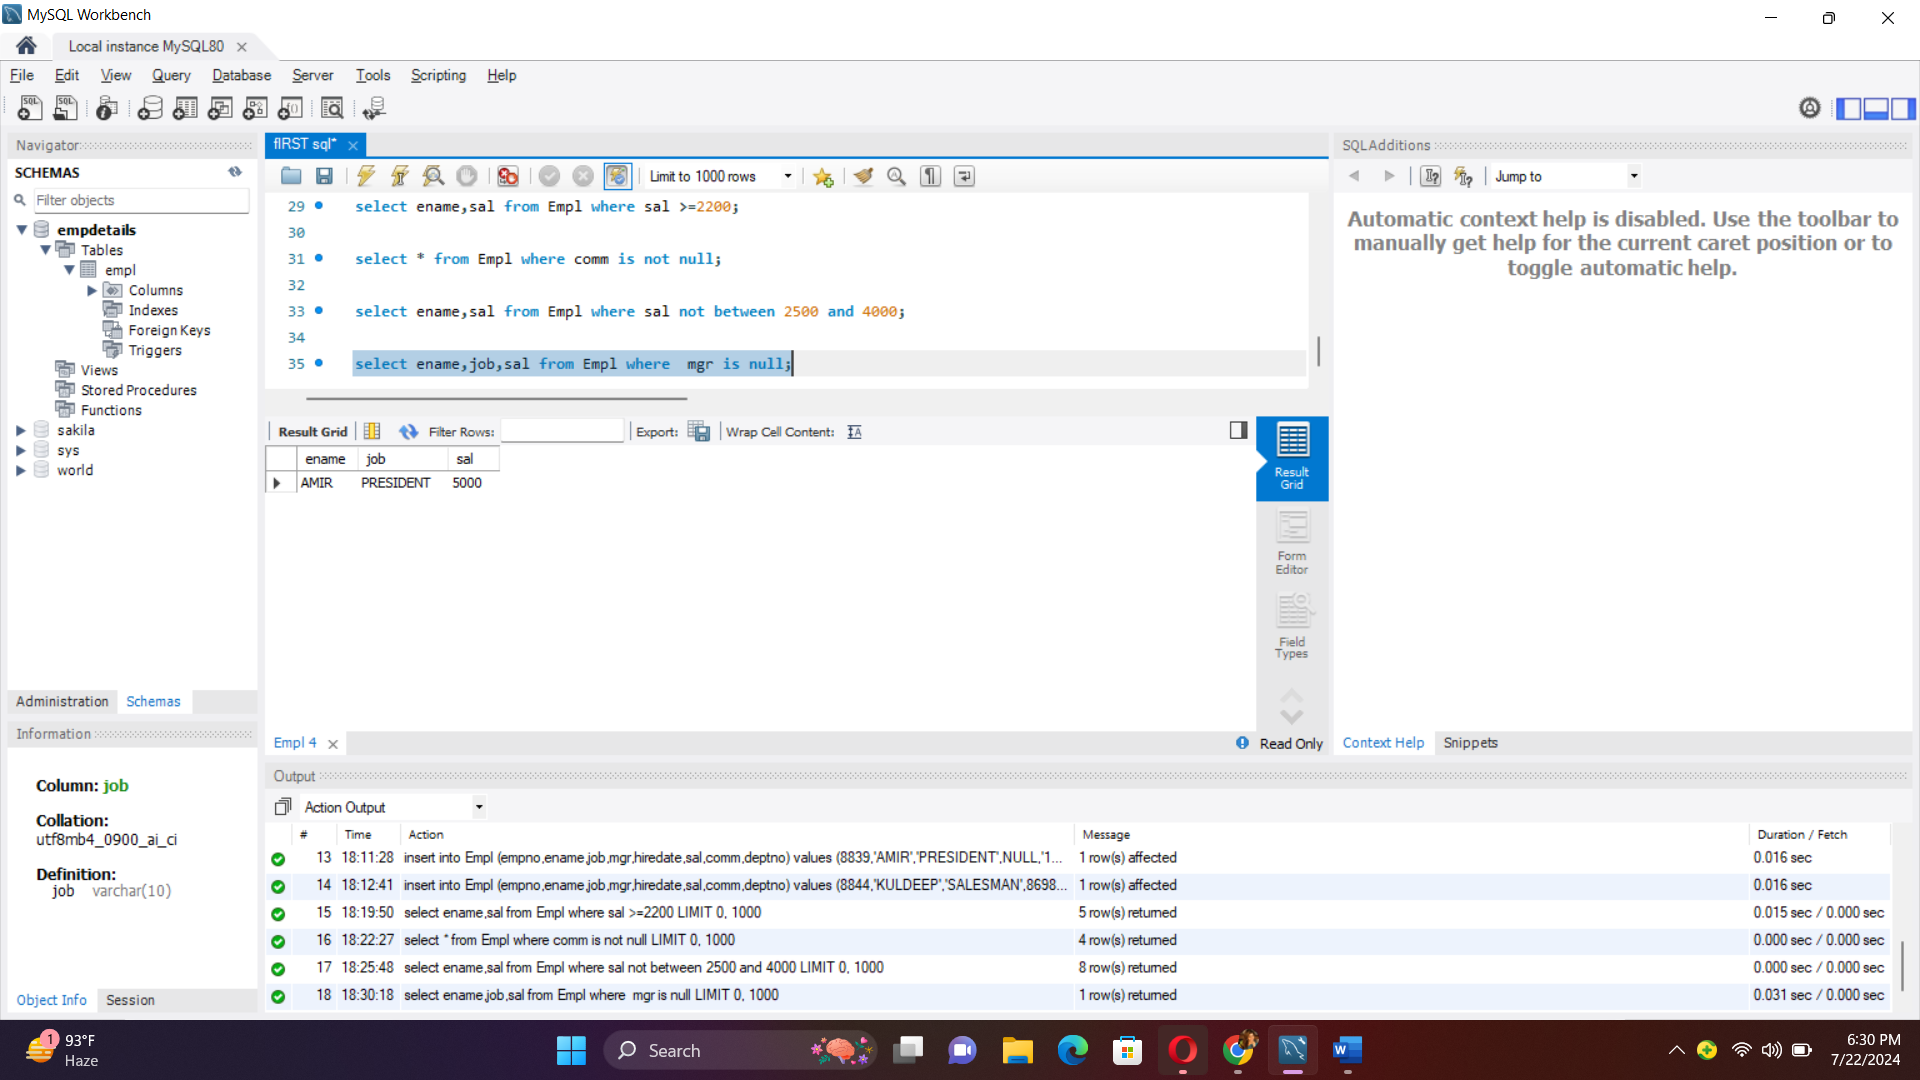 MySQL Workbench
Local instance MySQL80
File Edit View Query Database Server Tools Scripting Help
Navigator
SCHEMAS
Filter objects
empdetails
Tables
empl
Columns
Indexes
Foreign Keys
Triggers
Views
Stored Procedures
Functions
sakila
sys
world
Administration Schemas
Information
Column: job
Collation:
utf8mb4_0900_ai_ci
Definition:
job varchar(10)
Object Info Session
fIRST sql*
Limit to 1000 rows
29 select ename,sal from Empl where sal >=2200;
30
31 select * from Empl where comm is not null;
32
33 select ename,sal from Empl where sal not between 2500 and 4000;
34
35 select ename,job,sal from Empl where  mgr is null;
Result Grid Filter Rows: Export: Wrap Cell Content:
ename job sal
AMIR PRESIDENT 5000
Result
Grid
Form
Editor
Field
Types
Empl 4
Read Only
SQLAdditions
Jump to
Automatic context help is disabled. Use the toolbar to
manually get help for the current caret position or to
toggle automatic help.
Context Help Snippets
Output
Action Output
# Time Action Message Duration / Fetch
13 18:11:28 insert into Empl (empno,ename,job,mgr,hiredate,sal,comm,deptno) values (8839,'AMIR','PRESIDENT',NULL,'1... 1 row(s) affected 0.016 sec
14 18:12:41 insert into Empl (empno,ename,job,mgr,hiredate,sal,comm,deptno) values (8844,'KULDEEP','SALESMAN',8698... 1 row(s) affected 0.016 sec
15 18:19:50 select ename,sal from Empl where sal >=2200 LIMIT 0, 1000 5 row(s) returned 0.015 sec / 0.000 sec
16 18:22:27 select * from Empl where comm is not null LIMIT 0, 1000 4 row(s) returned 0.000 sec / 0.000 sec
17 18:25:48 select ename,sal from Empl where sal not between 2500 and 4000 LIMIT 0, 1000 8 row(s) returned 0.000 sec / 0.000 sec
18 18:30:18 select ename,job,sal from Empl where  mgr is null LIMIT 0, 1000 1 row(s) returned 0.031 sec / 0.000 sec
1
93°F
Haze
Search
6:30 PM
7/22/2024